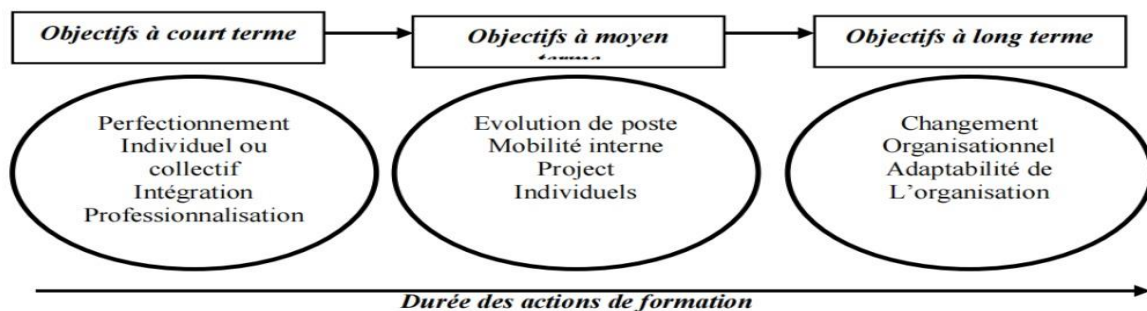 Objectifs à court terme
Objectifs à moyen
Objectifs à long terme
Perfectionnement
Individuel ou
collectif
Intégration
Professionnalisation
Evolution de poste
Mobilité interne
Project
Individuels
Changement
Organisationnel
Adaptabilité de
L’organisation
Durée des actions de formation